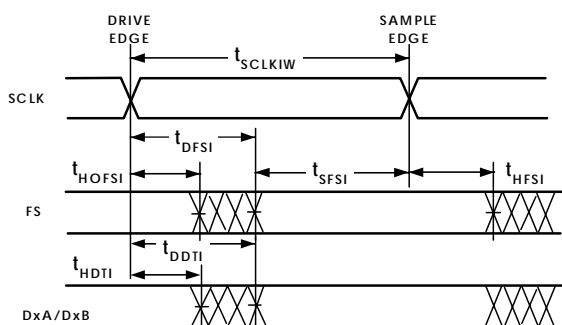 DRIVE EDGE
SAMPLE EDGE
tSCLKIW
SCLK
tDFSI
tHOFSI
tSFSI
tHFSI
FS
tDDTI
tHDTI
DxA/DxB